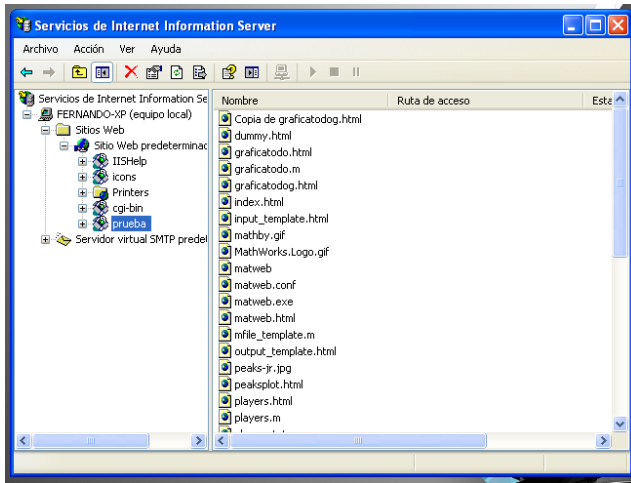 Servicios de Internet Information Server
Archivo Acción Ver Ayuda
Servicios de Internet Information Se
FERNANDO-XP (equipo local)
Sitios Web
Sitio Web predeterminac
IISHelp
icons
Printers
cgi-bin
prueba
Servidor virtual SMTP predet
Nombre Ruta de acceso Esta
Copia de graficatodog.html
dummy.html
graficatodo.html
graficatodo.m
graficatodog.html
index.html
input_template.html
mathby.gif
MathWorks.Logo.gif
matweb
matweb.conf
matweb.exe
matweb.html
mfile_template.m
output_template.html
peaks-jr.jpg
peaksplot.html
players.html
players.m